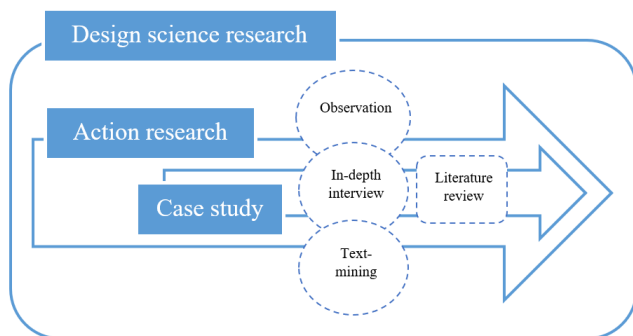 Design science research
Observation
Action research
In-depth
interview
Literature
review
Case study
Text-
mining